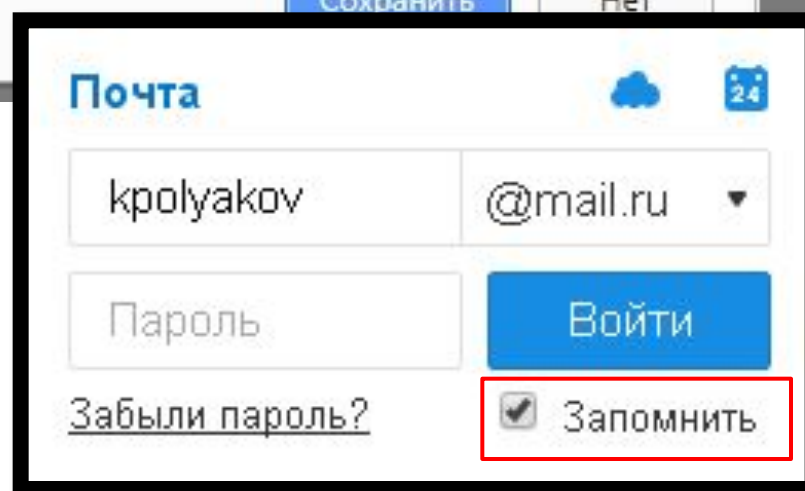 Сохранить Нет
Почта 24
kpolyakov @mail.ru
Пароль Войти
Забыли пароль? Запомнить